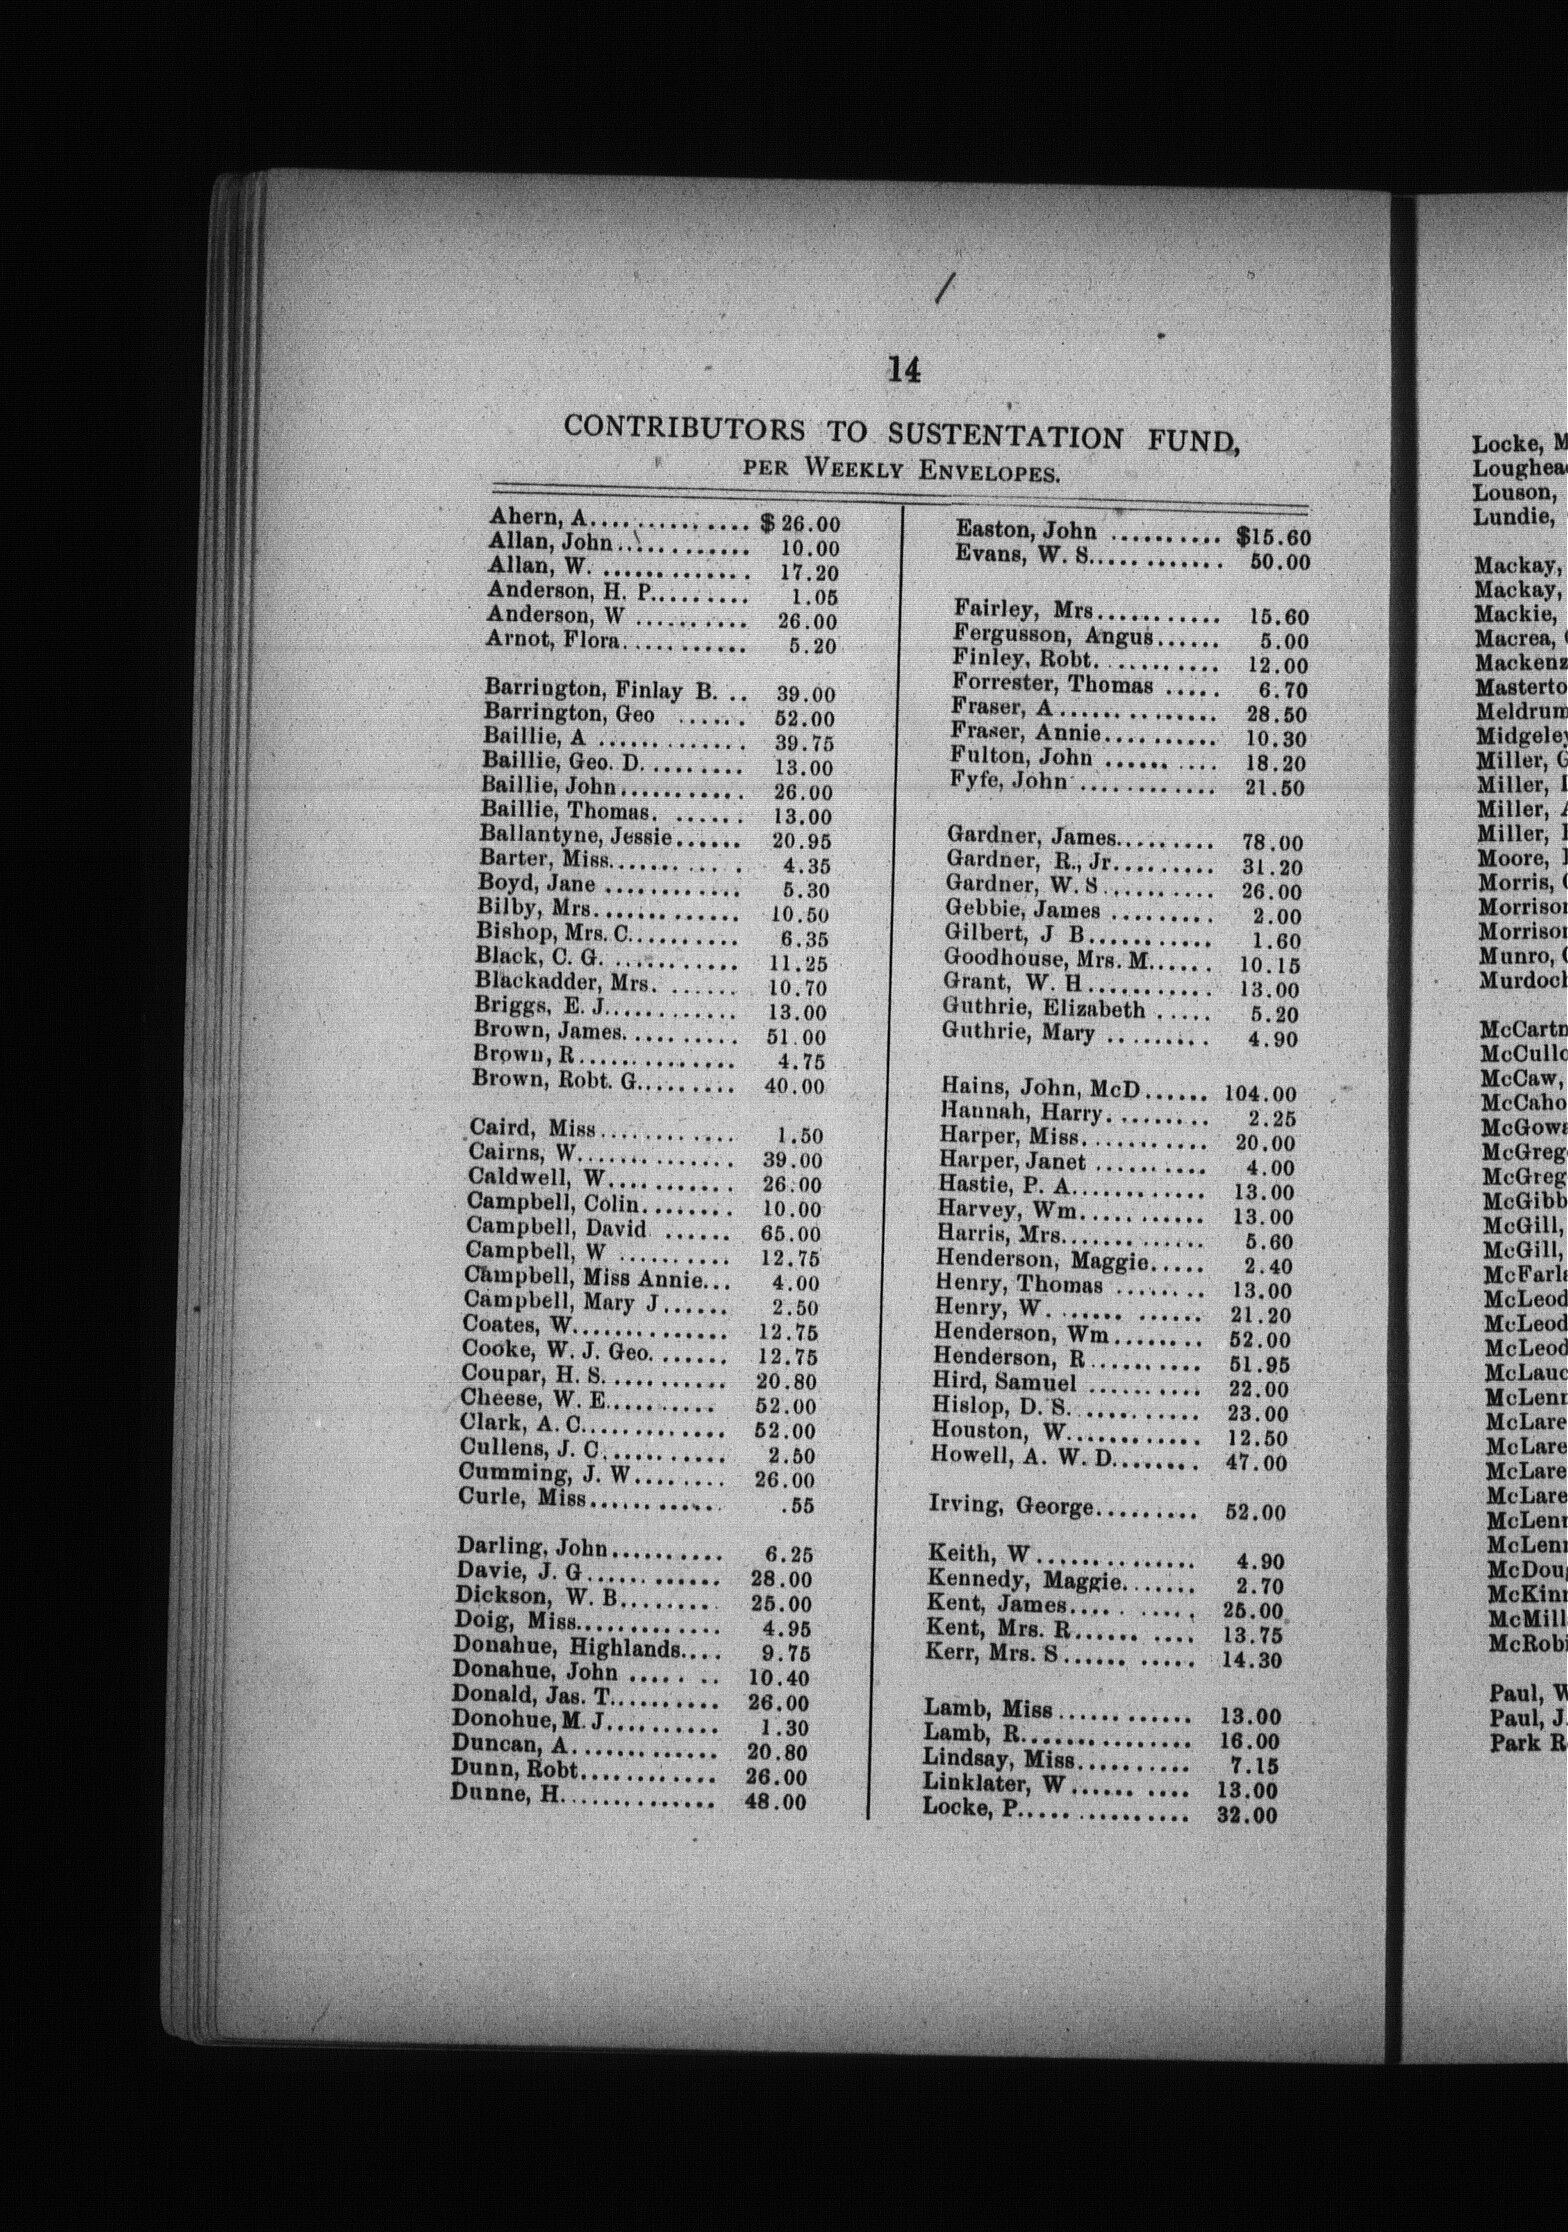 14
CONTRIBUTORS TO SUSTENTATION FUND,
PER WEEKLY ENVELOPES.
Ahern, A................ $26.00
Allan, John............ 10.00
Allan, W. .............. 17.20
Anderson, H. P......... 1.05
Anderson, W .......... 26.00
Arnot, Flora............ 5.20
Barrington, Finlay B. .. 39.00
Barrington, Geo ...... 52.00
Baillie, A .............. 39.75
Baillie, Geo. D. ........ 13.00
Baillie, John............ 26.00
Baillie, Thomas. ...... 13.00
Ballantyne, Jessie...... 20.95
Barter, Miss........... . 4.35
Boyd, Jane ............ 5.30
Bilby, Mrs............. 10.50
Bishop, Mrs. C.......... 6.35
Black, C. G. ........... 11.25
Blackadder, Mrs. ...... 10.70
Briggs, E. J............. 13.00
Brown, James........... 51.00
Brown, R ............... 4.75
Brown, Robt. G......... 40.00
Caird, Miss............. 1.50
Cairns, W............... 39.00
Caldwell, W............ 26.00
Campbell, Colin........ 10.00
Campbell, David ...... 65.00
Campbell, W .......... 12.75
Campbell, Miss Annie... 4.00
Campbell, Mary J...... 2.50
Coates, W............... 12.75
Cooke, W. J. Geo. ...... 12.75
Coupar, H. S. .......... 20.80
Cheese, W. E.......... 52.00
Clark, A. C.............. 52.00
Cullens, J. C............ 2.50
Cumming, J. W........ 26.00
Curle, Miss............. .55
Darling, John.......... 6.25
Davie, J. G............. 28.00
Dickson, W. B......... 25.00
Doig, Miss.............. 4.95
Donahue, Highlands.... 9.75
Donahue, John ...... .. 10.40
Donald, Jas. T.......... 26.00
Donohue, M. J.......... 1.30
Duncan, A.............. 20.80
Dunn, Robt............. 26.00
Dunne, H............... 48.00
Easton, John .......... $15.60
Evans, W. S............. 50.00
Fairley, Mrs............ 15.60
Fergusson, Angus...... 5.00
Finley, Robt............ 12.00
Forrester, Thomas ..... 6.70
Fraser, A............... 28.50
Fraser, Annie.......... 10.30
Fulton, John .......... 18.20
Fyfe, John ............ 21.50
Gardner, James......... 78.00
Gardner, R., Jr......... 31.20
Gardner, W. S.......... 26.00
Gebbie, James ......... 2.00
Gilbert, J B............ 1.60
Goodhouse, Mrs. M...... 10.15
Grant, W. H............ 13.00
Guthrie, Elizabeth ..... 5.20
Guthrie, Mary ......... 4.90
Hains, John, McD...... 104.00
Hannah, Harry......... 2.25
Harper, Miss............ 20.00
Harper, Janet .......... 4.00
Hastie, P. A............. 13.00
Harvey, Wm............ 13.00
Harris, Mrs............. 5.60
Henderson, Maggie..... 2.40
Henry, Thomas ........ 13.00
Henry, W. ...... ...... 21.20
Henderson, Wm........ 52.00
Henderson, R.......... 51.95
Hird, Samuel .......... 22.00
Hislop, D. S. .......... 23.00
Houston, W............. 12.50
Howell, A. W. D........ 47.00
Irving, George......... 52.00
Keith, W............... 4.90
Kennedy, Maggie....... 2.70
Kent, James.... ...... 25.00
Kent, Mrs. R...... .... 13.75
Kerr, Mrs. S...... ..... 14.30
Lamb, Miss............. 13.00
Lamb, R................ 16.00
Lindsay, Miss.......... 7.15
Linklater, W...... .... 13.00
Locke, P................ 32.00
Locke,
Louson,
Lundie,
Mackay,
Mackay,
Mackie,
Macrea,
Miller,
Miller,
Miller,
Miller,
Moore,
Morris,
Munro,
McCaw,
McGill,
McGill,
Paul,
Paul, J.
Park